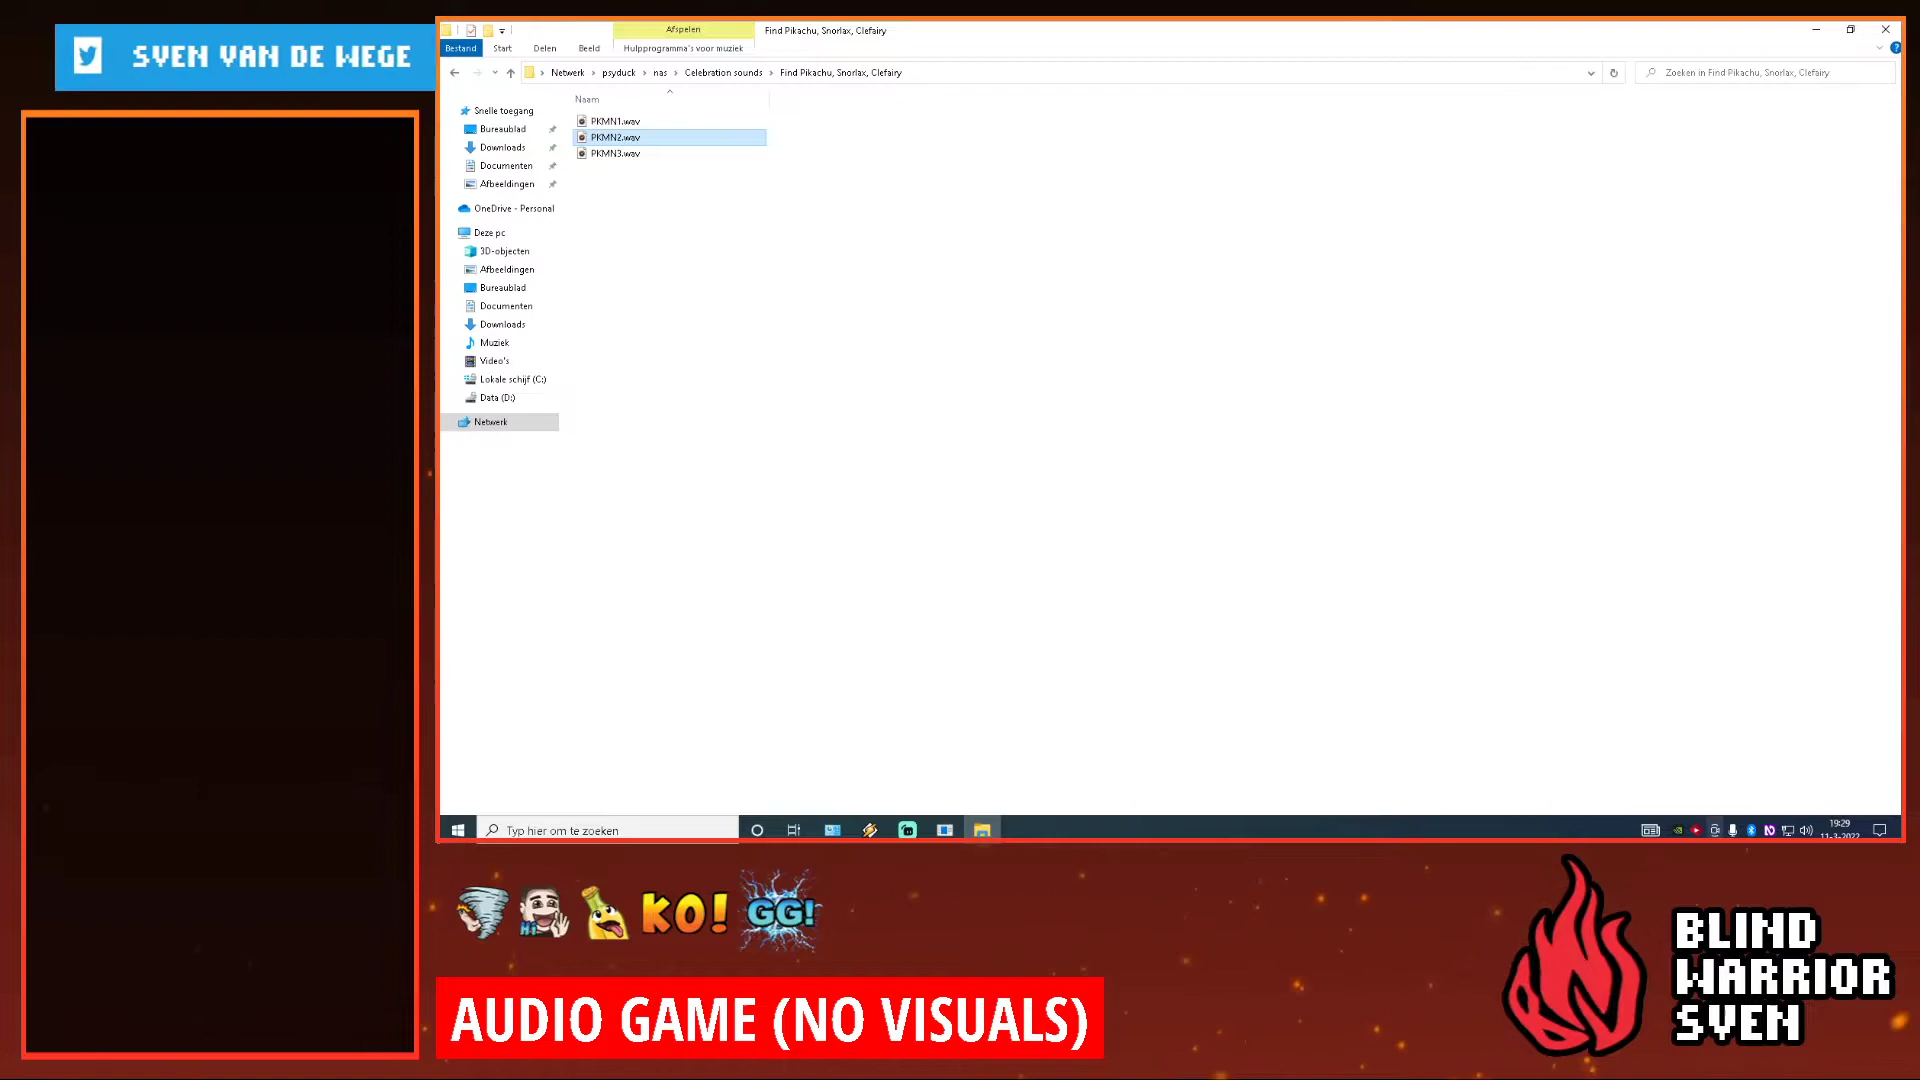 SVEN VAN DE WEGE
Afspelen
Find Pikachu, Snorlax, Clefairy
Bestand
Start
Delen
Beeld
Hulpprogramma's voor muziek
Netwerk
psyduck
nas
Celebration sounds
Find Pikachu, Snorlax, Clefairy
Zoeken in Find Pikachu, Snorlax, Clefairy
Naam
PKMN1.wav
PKMN2.wav
PKMN3.wav
Snelle toegang
Bureaublad
Downloads
Documenten
Afbeeldingen
OneDrive - Personal
Deze pc
3D-objecten
Afbeeldingen
Bureaublad
Documenten
Downloads
Muziek
Video's
Lokale schijf (C:)
Data (D:)
Netwerk
Typ hier om te zoeken
19:29
11-3-2022
HI
KO!
GG!
AUDIO GAME (NO VISUALS)
BLIND
WARRIOR
SVEN